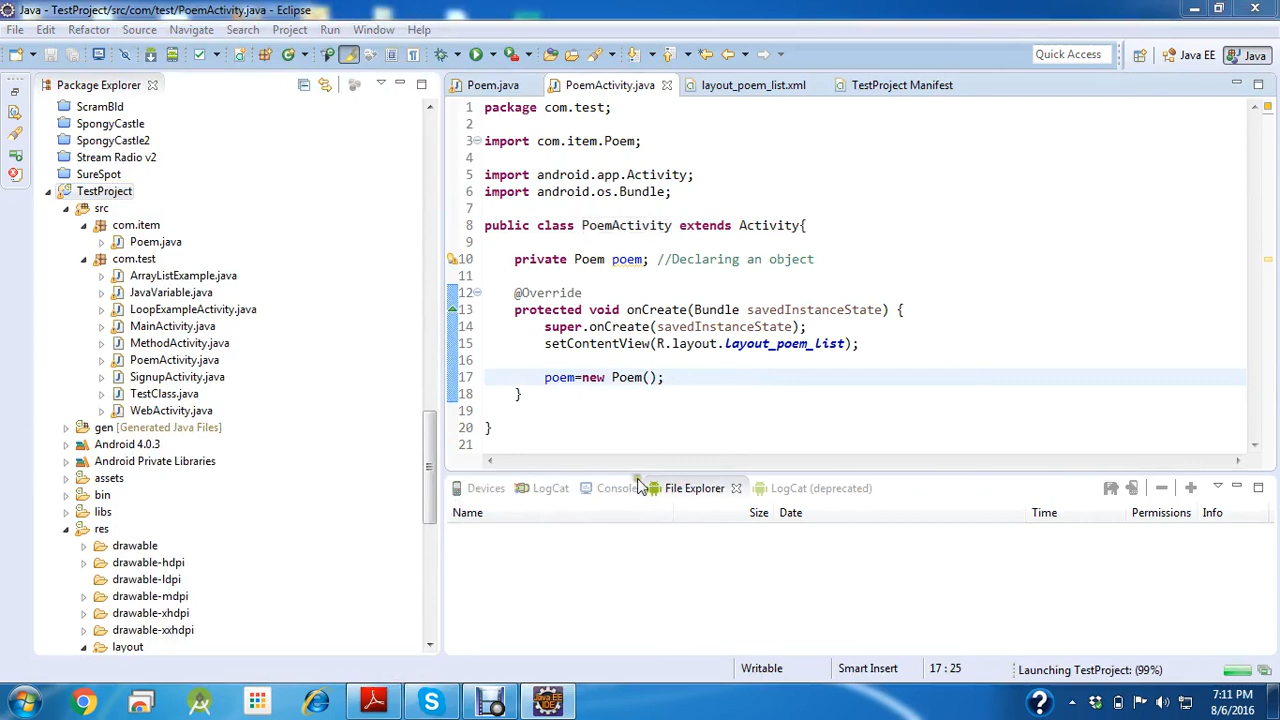 Java - TestProject/src/com/test/PoemActivity.java - Eclipse
File Edit Refactor Source Navigate Search Project Run Window Help
Quick Access Java EE Java
Package Explorer
ScramBld
SpongyCastle
SpongyCastle2
Stream Radio v2
SureSpot
TestProject
src
com.item
Poem.java
com.test
ArrayListExample.java
JavaVariable.java
LoopExampleActivity.java
MainActivity.java
MethodActivity.java
PoemActivity.java
SignupActivity.java
TestClass.java
WebActivity.java
gen [Generated Java Files]
Android 4.0.3
Android Private Libraries
assets
bin
libs
res
drawable
drawable-hdpi
drawable-ldpi
drawable-mdpi
drawable-xhdpi
drawable-xxhdpi
layout
Poem.java PoemActivity.java layout_poem_list.xml TestProject Manifest
1 package com.test;
2
3 import com.item.Poem;
4
5 import android.app.Activity;
6 import android.os.Bundle;
7
8 public class PoemActivity extends Activity{
9
10 private Poem poem; //Declaring an object
11
12 @Override
13 protected void onCreate(Bundle savedInstanceState) {
14 super.onCreate(savedInstanceState);
15 setContentView(R.layout.layout_poem_list);
16
17 poem=new Poem();
18 }
19
20 }
21
Devices LogCat Console File Explorer LogCat (deprecated)
Name Size Date Time Permissions Info
Writable Smart Insert 17 : 25 Launching TestProject: (99%)
7:11 PM
8/6/2016